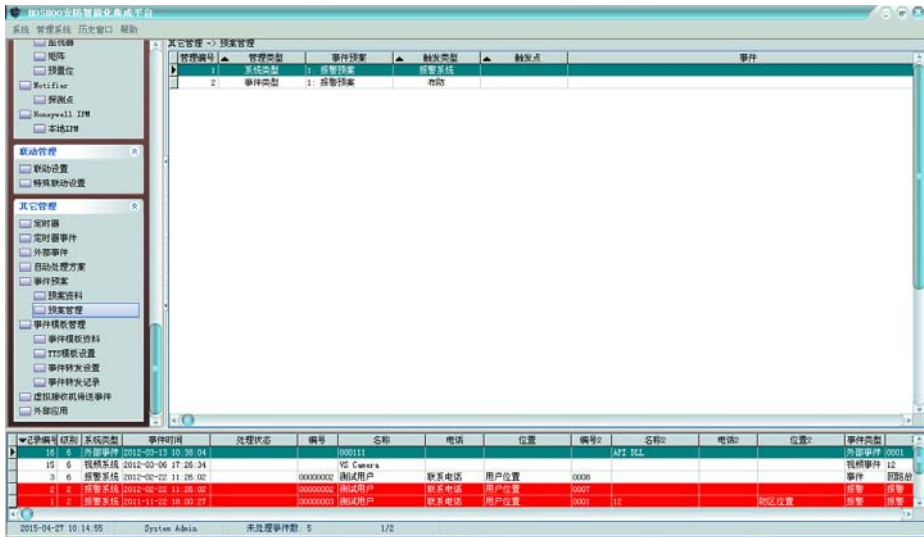 HOSHOO安防智能化集成平台
系统 管理系统 历史窗口 帮助
监视器
矩阵
预置位
Notifier
探测点
Honeywell IPM
本地IPM
联动管理
联动设置
特殊联动设置
其它管理
定时器
定时器事件
外部事件
自动处理方案
事件预案
预案资料
预案管理
事件模板管理
事件模板资料
TTS模板设置
事件转发设置
事件转发记录
虚拟接收机待送事件
外部应用
其它管理 -> 预案管理
管理编号 管理类型 事件预案 触发类型 触发点 事件
1 系统类型 1: 报警预案 报警系统
2 事件类型 1: 报警预案 布防
记录编号 级别 系统类型 事件时间 处理状态 编号 名称 电话 位置 编号2 名称2 电话2 位置2 事件类型
16 6 外部事件 2012-03-13 10:38:04 000111 API DLL 外部事件 0001
15 6 视频系统 2012-03-06 17:26:34 VS Camera 视频事件 12
3 6 报警系统 2012-02-22 11:26:02 00000002 测试用户 联系电话 用户位置 0008 事件 回路故
2 2 报警系统 2012-02-22 11:26:02 00000002 测试用户 联系电话 用户位置 0007 报警 报警
1 2 报警系统 2011-11-22 18:00:27 00000003 测试用户 联系电话 用户位置 0001 12 防区位置 报警 报警
2015-04-27 10:14:55 System Admin 未处理事件数: 5 1/2